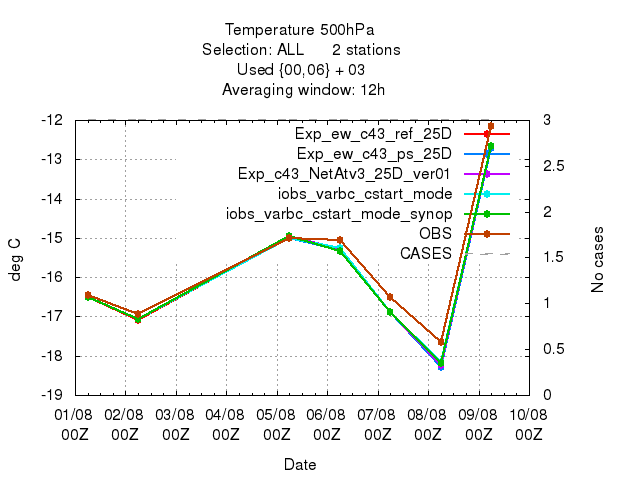 Temperature 500hPa
Selection: ALL 2 stations
Used {00,06} + 03
Averaging window: 12h
-12
-13
-14
-15
-16
-17
-18
-19
deg C
3
2.5
2
1.5
1
0.5
0
No cases
Exp_ew_c43_ref_25D
Exp_ew_c43_ps_25D
Exp_c43_NetAtv3_25D_ver01
iobs_varbc_cstart_mode
iobs_varbc_cstart_mode_synop
OBS
CASES
01/08 02/08 03/08 04/08 05/08 06/08 07/08 08/08 09/08 10/08
00Z 00Z 00Z 00Z 00Z 00Z 00Z 00Z 00Z 00Z
Date